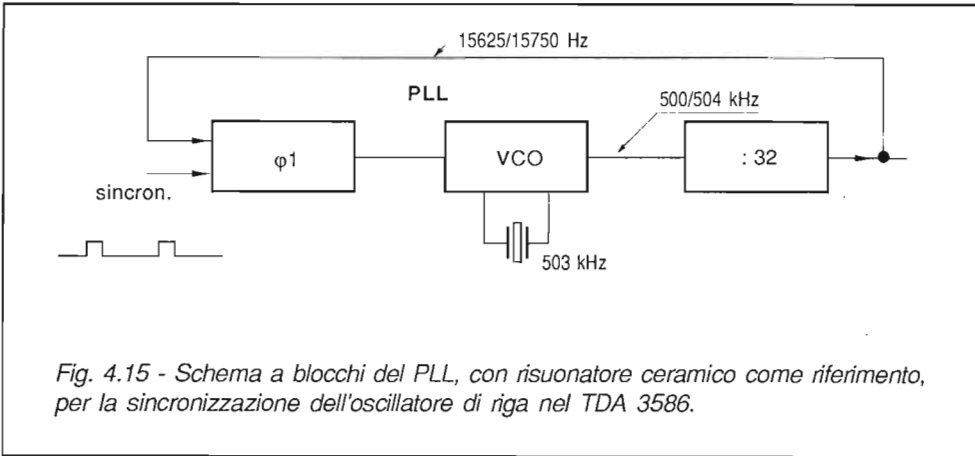 15625/15750 Hz
PLL
500/504 kHz
φ1
VCO
: 32
sincron.
503 kHz
Fig. 4.15 - Schema a blocchi del PLL, con risuonatore ceramico come riferimento,
per la sincronizzazione dell'oscillatore di riga nel TDA 3586.